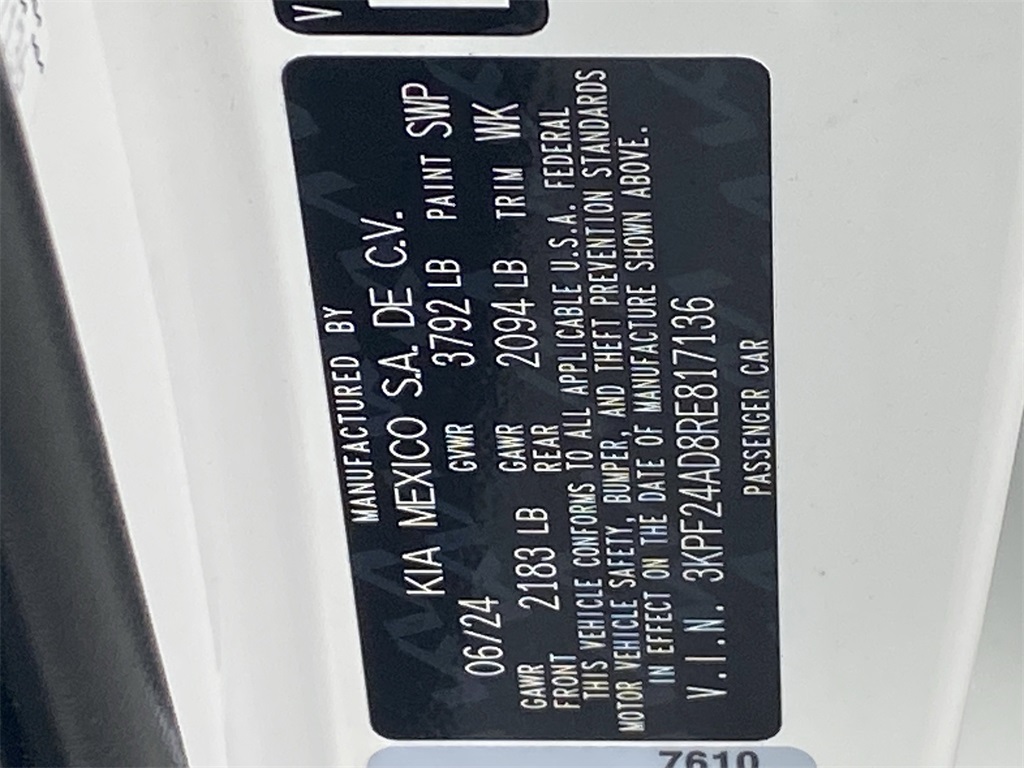 V
MANUFACTURED BY
KIA MEXICO S.A. DE C.V.
06/24 GVWR 3792 LB PAINT SWP
GAWR FRONT 2183 LB GAWR REAR 2094 LB TRIM WK
THIS VEHICLE CONFORMS TO ALL APPLICABLE U.S.A. FEDERAL
MOTOR VEHICLE SAFETY, BUMPER, AND THEFT PREVENTION STANDARDS
IN EFFECT ON THE DATE OF MANUFACTURE SHOWN ABOVE.
V.I.N. 3KPF24AD8RE817136
PASSENGER CAR
7610